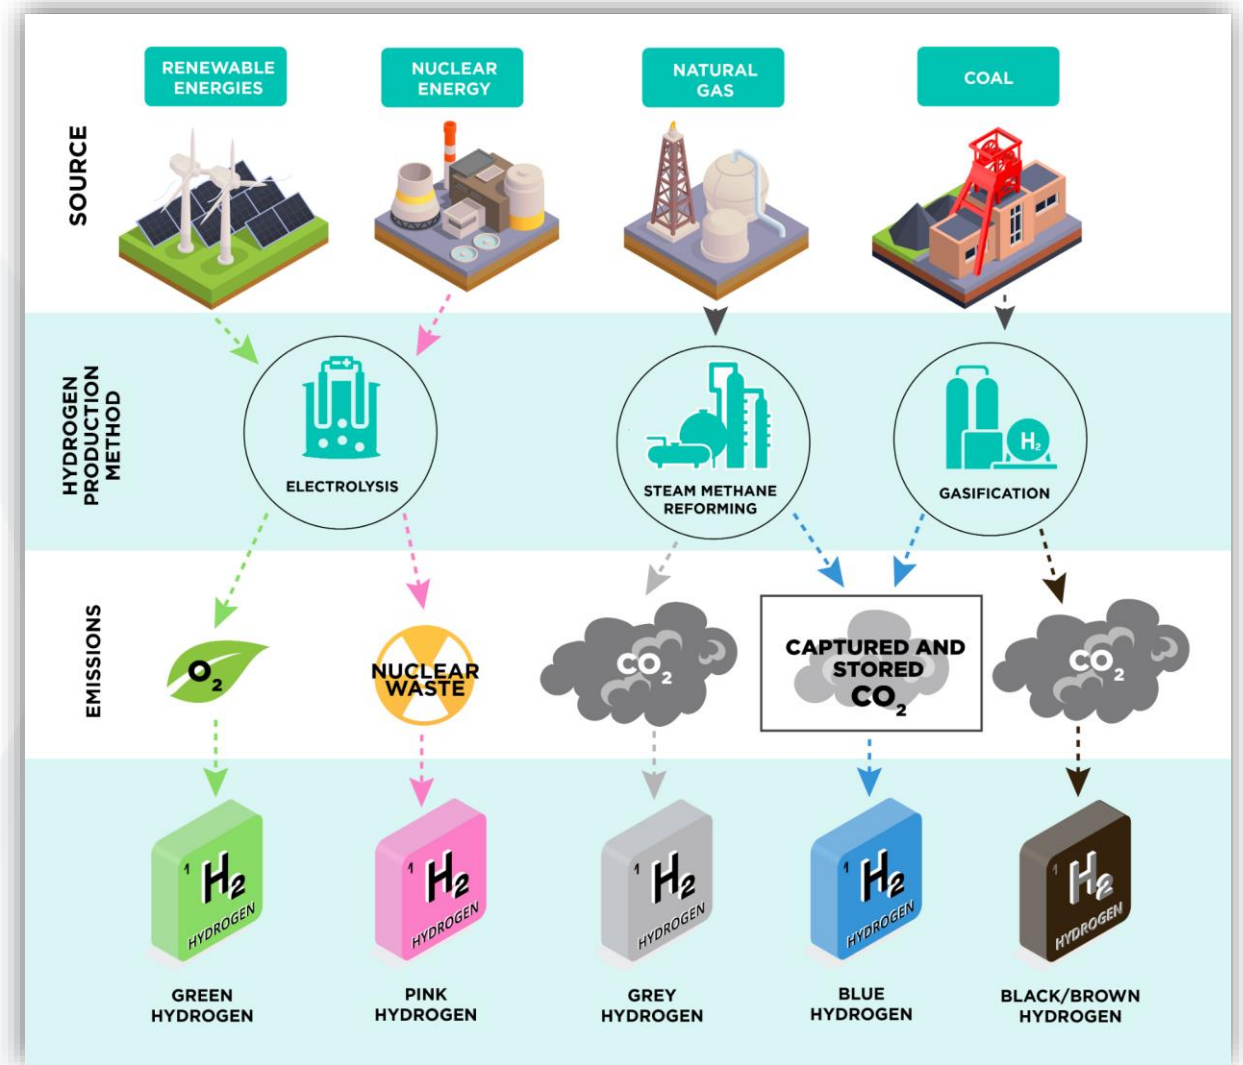 RENEWABLE
ENERGIES
NUCLEAR
ENERGY
NATURAL
GAS
COAL
SOURCE
HYDROGEN
PRODUCTION
METHOD
ELECTROLYSIS
STEAM METHANE
REFORMING
H2
GASIFICATION
EMISSIONS
O2
NUCLEAR
WASTE
CO2
CAPTURED AND
STORED
CO2
CO2
1
H2
HYDROGEN
1
H2
HYDROGEN
1
H2
HYDROGEN
1
H2
HYDROGEN
1
H2
HYDROGEN
GREEN
HYDROGEN
PINK
HYDROGEN
GREY
HYDROGEN
BLUE
HYDROGEN
BLACK/BROWN
HYDROGEN